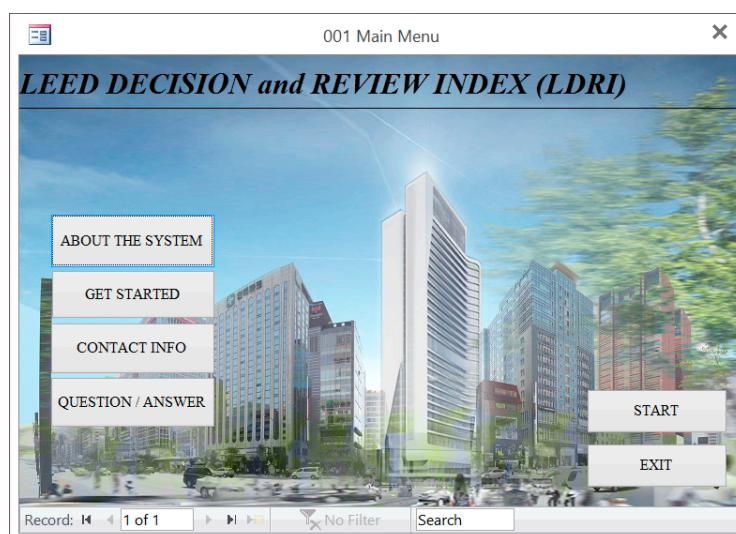 001 Main Menu
LEED DECISION and REVIEW INDEX (LDRI)
ABOUT THE SYSTEM
GET STARTED
CONTACT INFO
QUESTION / ANSWER
START
EXIT
Record: 1 of 1 No Filter Search